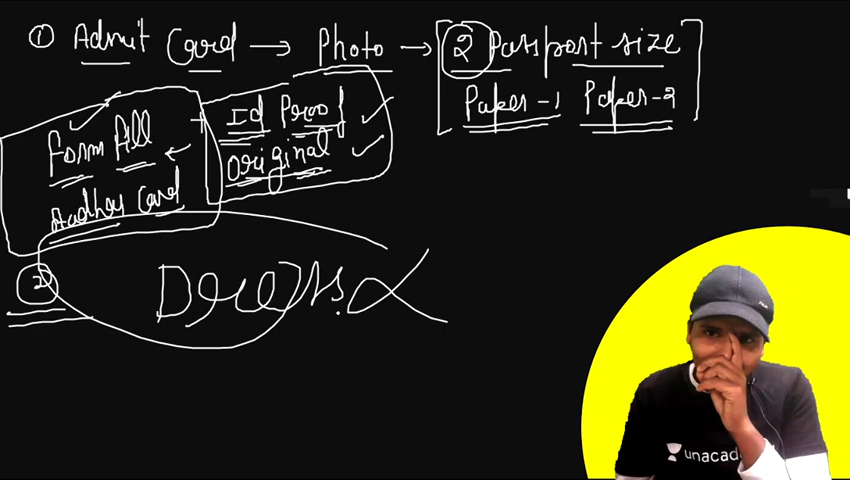 ① Admit Card → Photo → [② Passport size
Paper-1 Paper-2]
+ Id Proof ✓
Original ✓
form fill ✓ ←
Aadhar Card
②
Dress
unacad